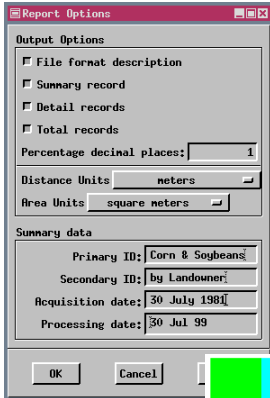 Report Options
Output Options
File format description
Summary record
Detail records
Total records
Percentage decimal places: 1
Distance Units meters
Area Units square meters
Summary data
Primary ID: Corn & Soybeans
Secondary ID: by Landowner
Acquisition date: 30 July 1981
Processing date: 30 Jul 99
OK Cancel